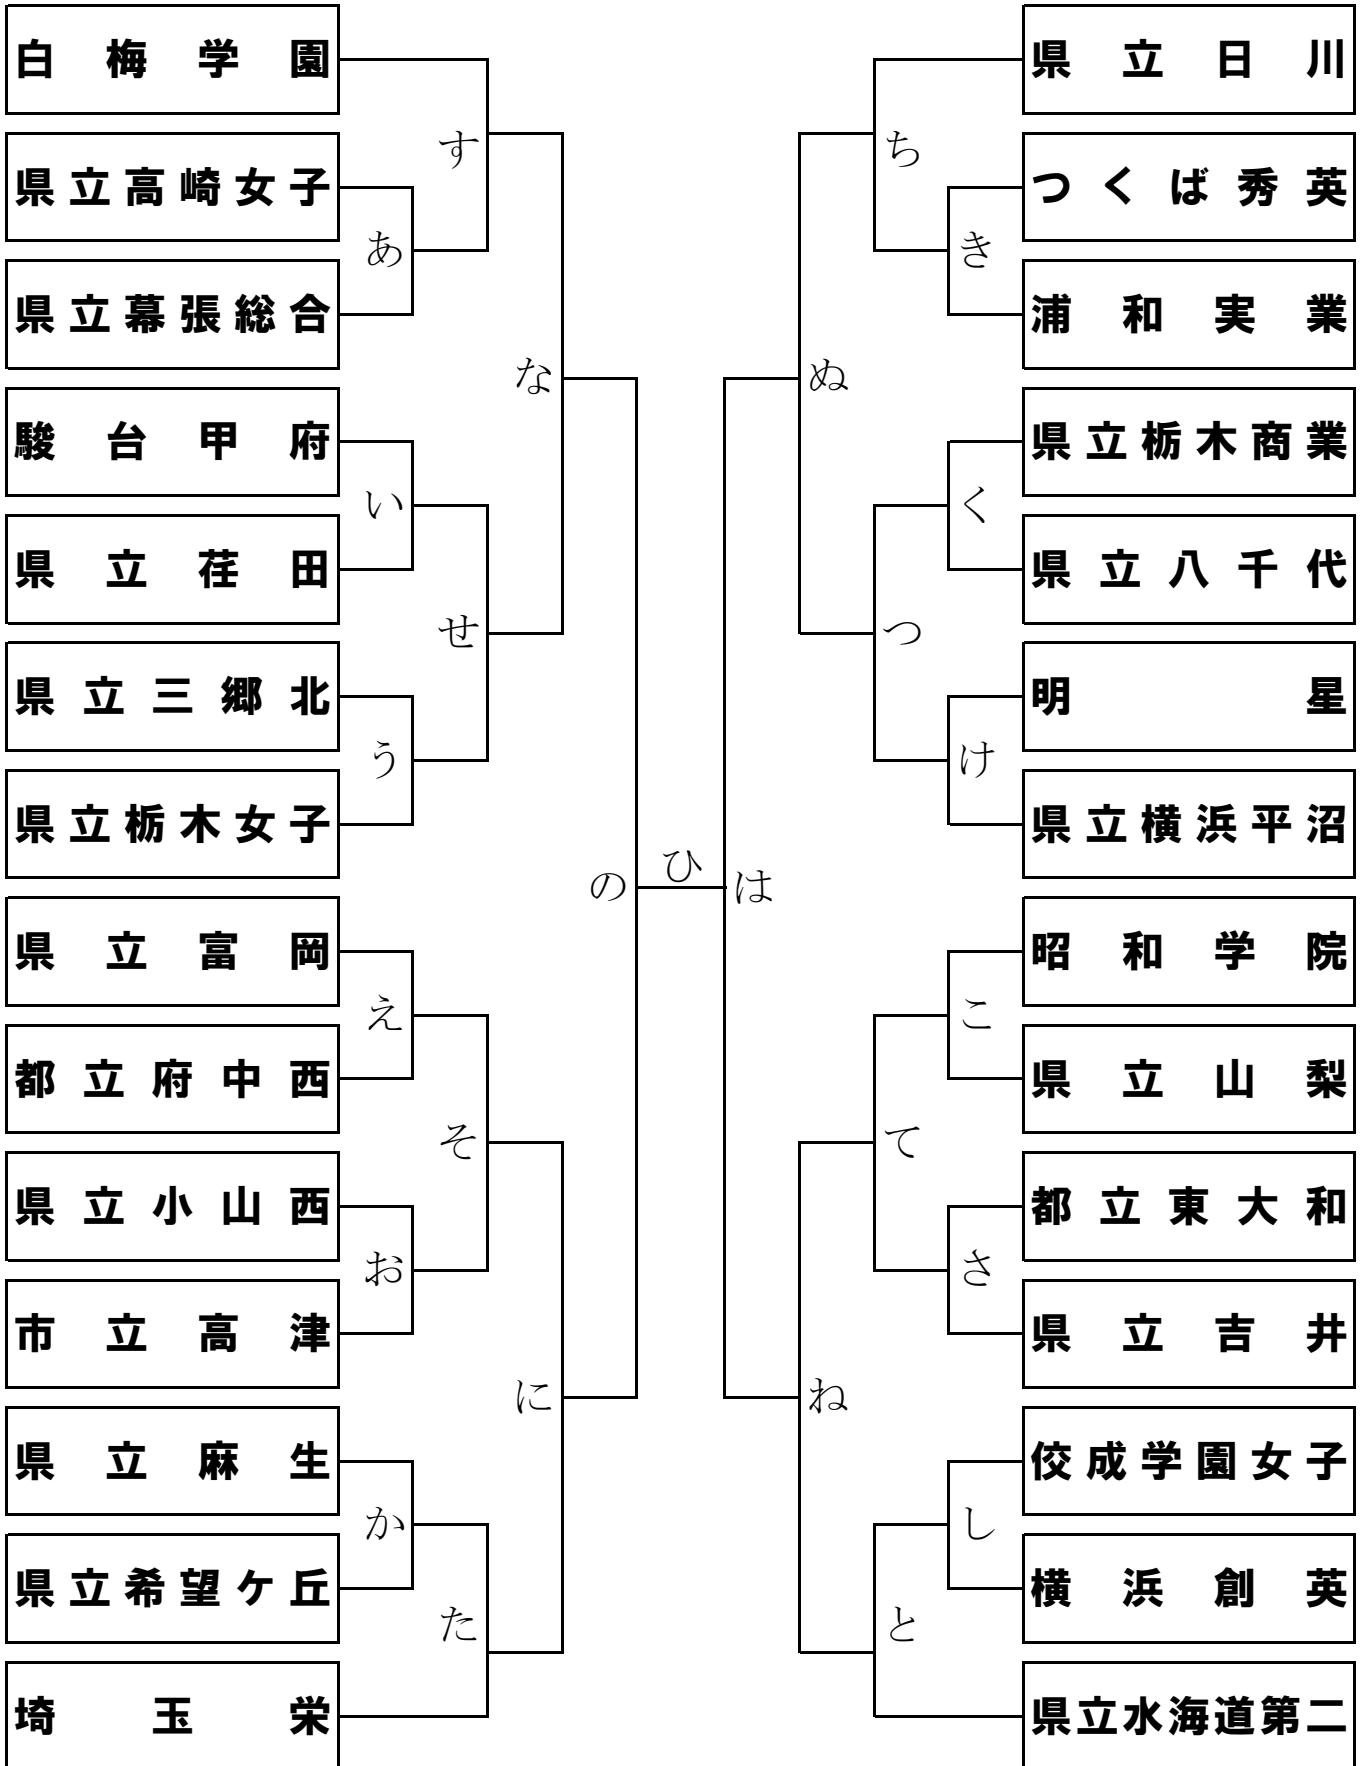 白梅学園
県立高崎女子
県立幕張総合
駿台甲府
県立荏田
県立三郷北
県立栃木女子
県立富岡
都立府中西
県立小山西
市立高津
県立麻生
県立希望ケ丘
埼玉栄
す
あ
い
せ
う
え
そ
お
か
た
な
に
の
ひ
は
ぬ
ね
ち
き
く
つ
け
こ
て
さ
し
と
県立日川
つくば秀英
浦和実業
県立栃木商業
県立八千代
明星
県立横浜平沼
昭和学院
県立山梨
都立東大和
県立吉井
佼成学園女子
横浜創英
県立水海道第二